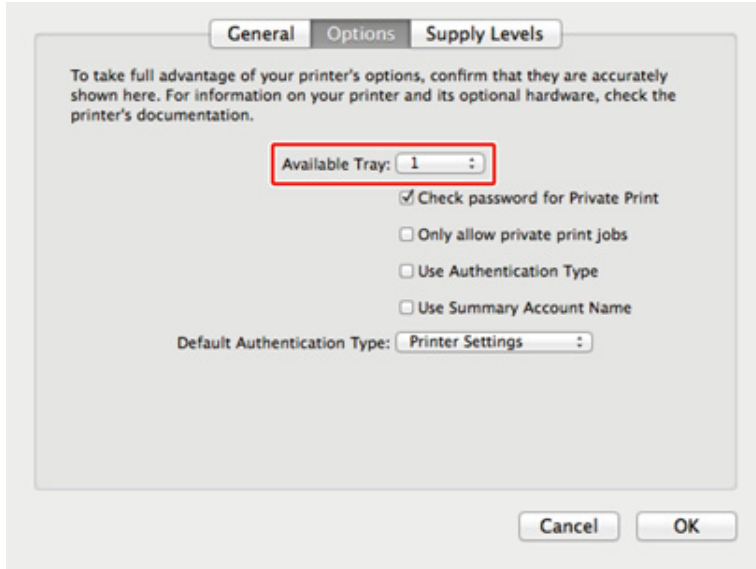 General Options Supply Levels
To take full advantage of your printer's options, confirm that they are accurately
shown here. For information on your printer and its optional hardware, check the
printer's documentation.
Available Tray: 1
Check password for Private Print
Only allow private print jobs
Use Authentication Type
Use Summary Account Name
Default Authentication Type: Printer Settings
Cancel OK